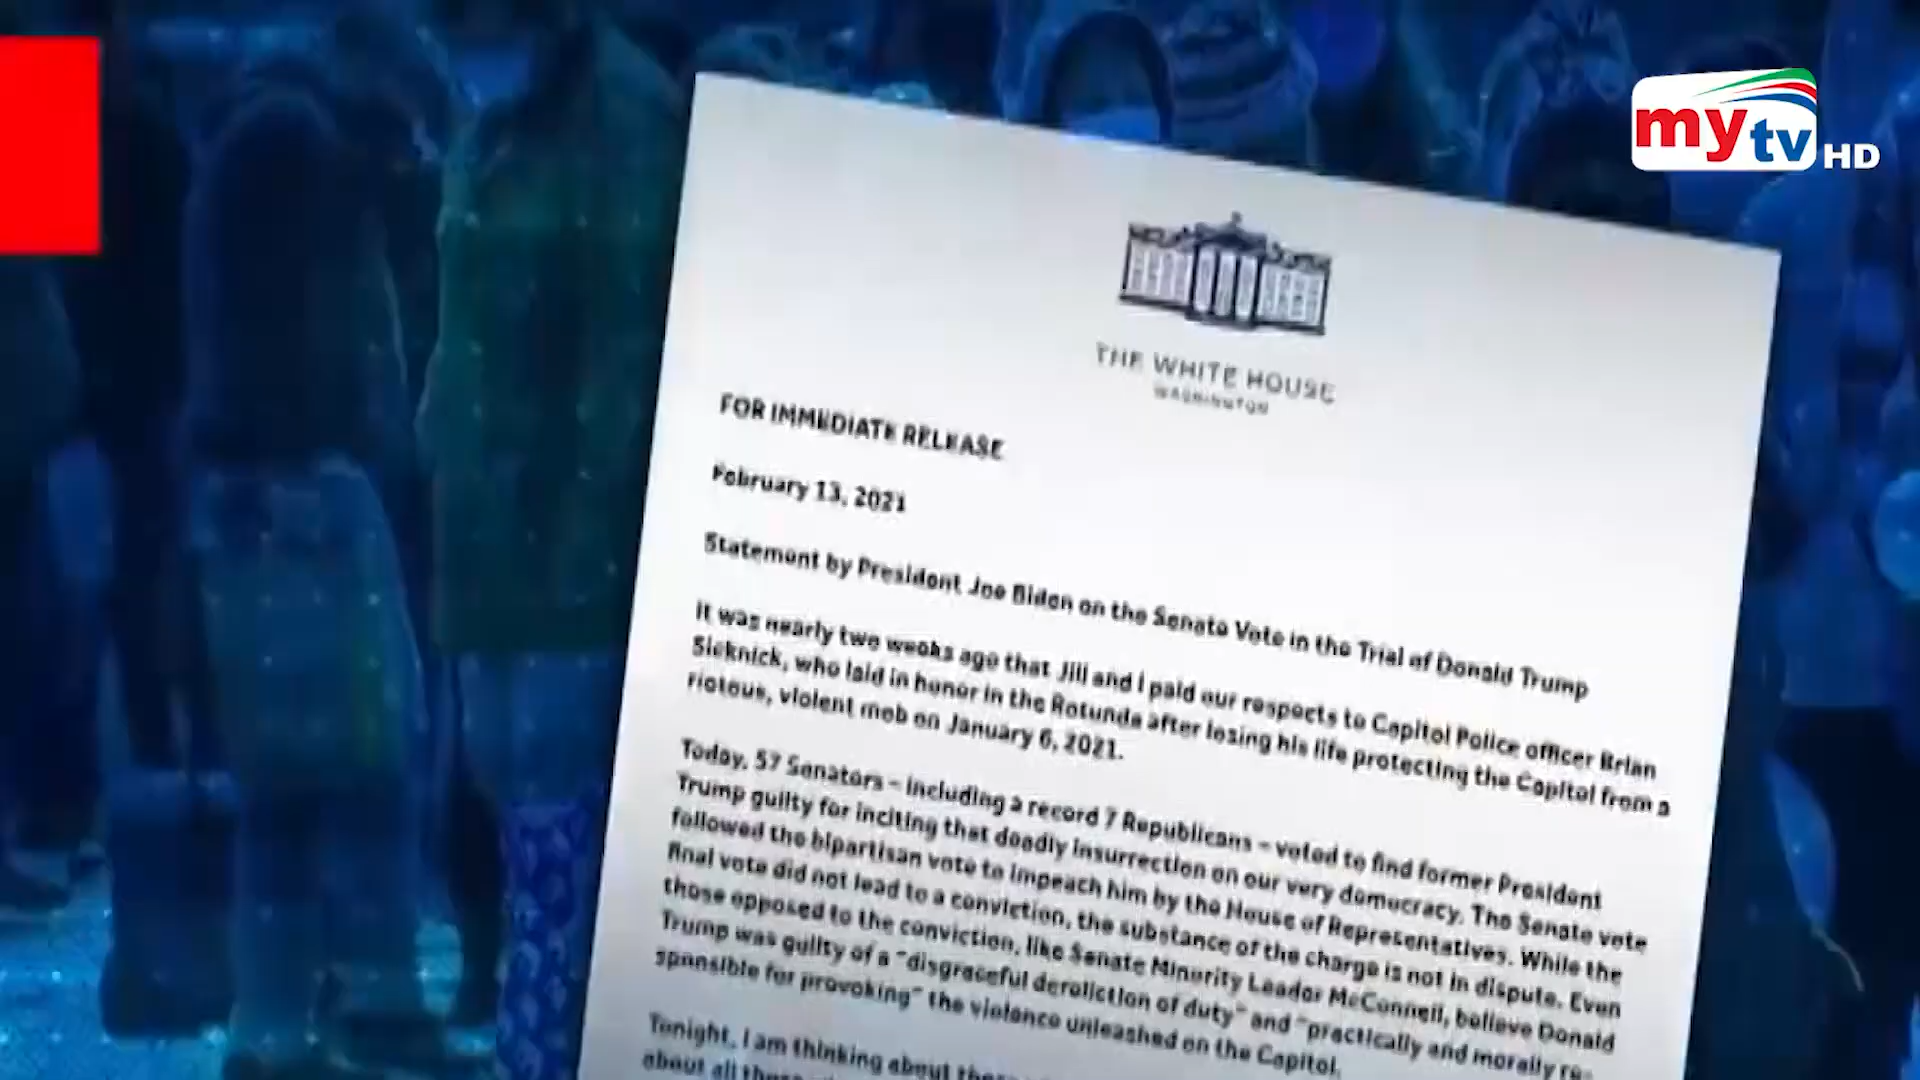 mytv HD
THE WHITE HOUSE
WASHINGTON
FOR IMMEDIATE RELEASE
February 13, 2021
Statement by President Joe Biden on the Senate Vote in the Trial of Donald Trump
It was nearly two weeks ago that Jill and I paid our respects to Capitol Police officer Brian
Sicknick, who laid in honor in the Rotunda after losing his life protecting the Capitol from a
riotous, violent mob on January 6, 2021.
Today, 57 Senators – including a record 7 Republicans – voted to find former President
Trump guilty for inciting that deadly insurrection on our very democracy. The Senate vote
followed the bipartisan vote to impeach him by the House of Representatives. While the
final vote did not lead to a conviction, the substance of the charge is not in dispute. Even
those opposed to the conviction, like Senate Minority Leader McConnell, believe Donald
Trump was guilty of a "disgraceful dereliction of duty" and "practically and morally re-
sponsible for provoking" the violence unleashed on the Capitol.
Tonight, I am thinking about
about all